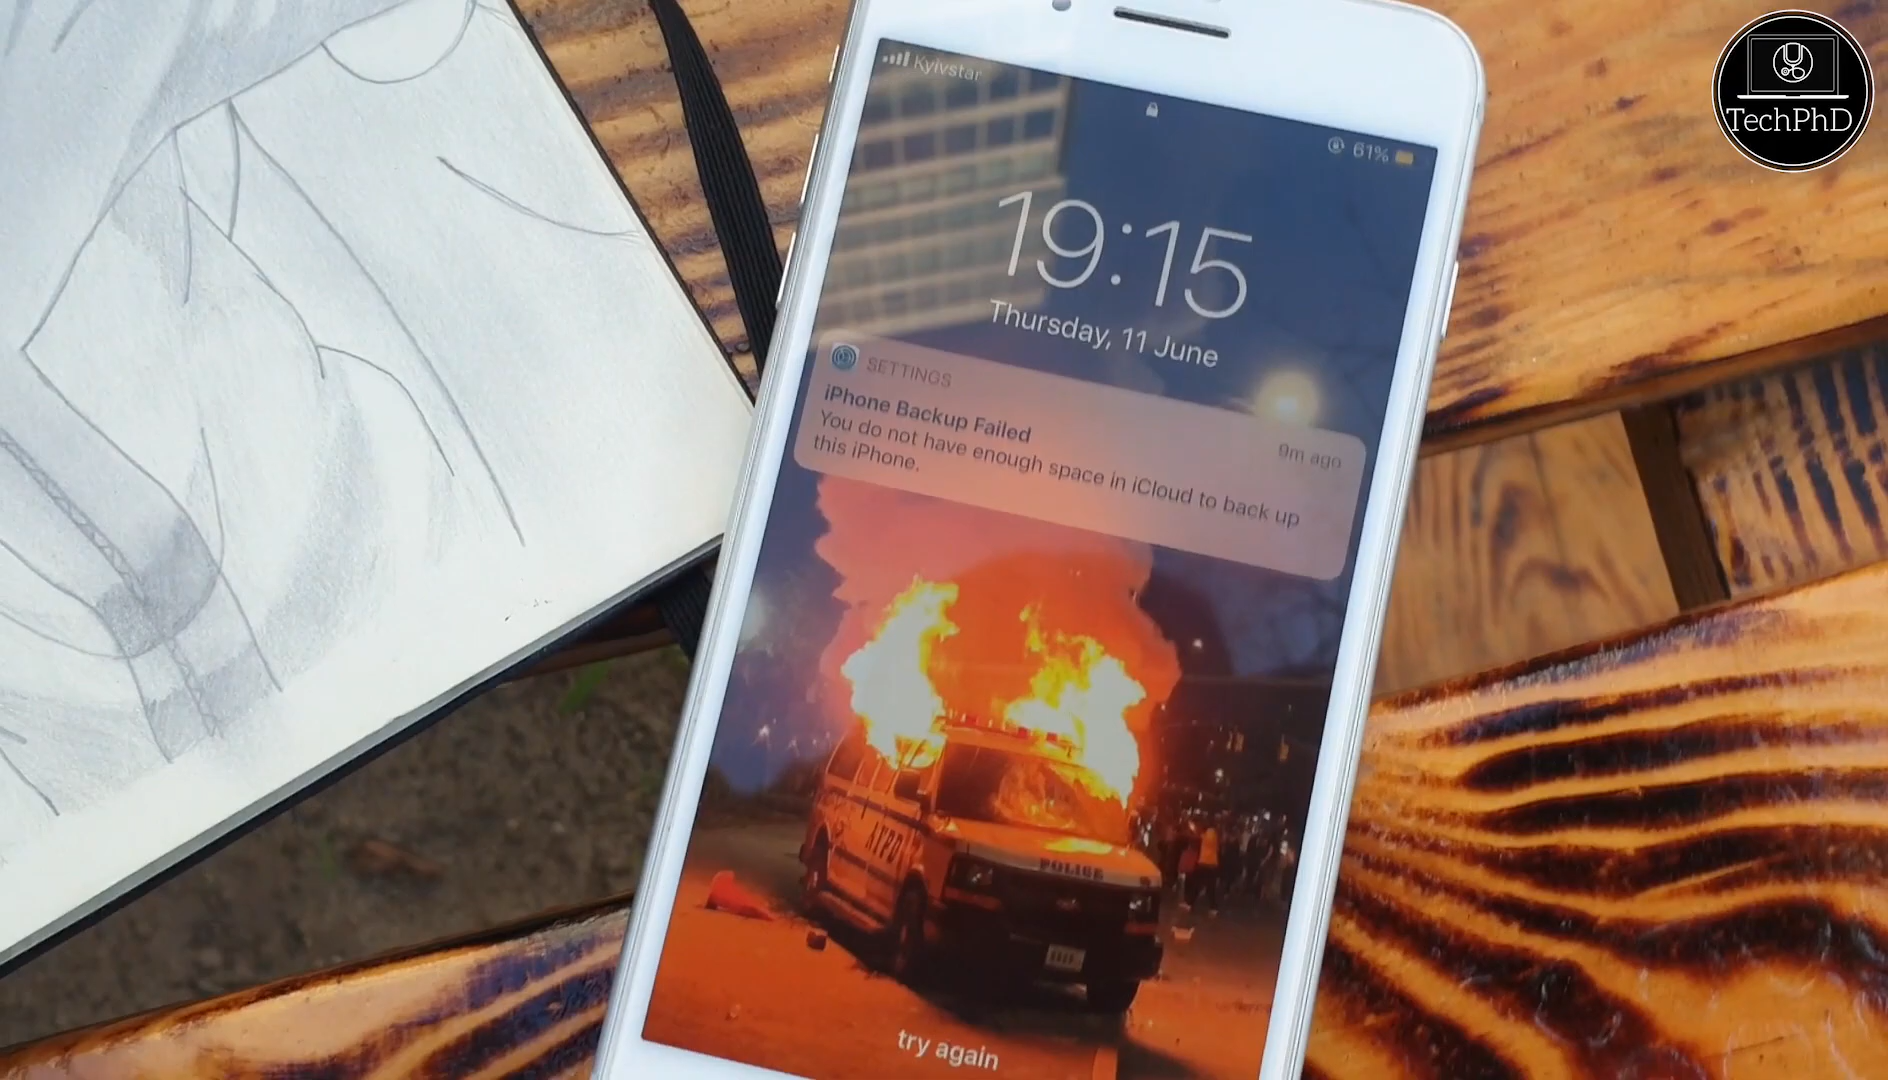 TechPhD
Kyivstar
61%
19:15
Thursday, 11 June
SETTINGS
iPhone Backup Failed
9m ago
You do not have enough space in iCloud to back up
this iPhone.
NYPD
POLICE
try again